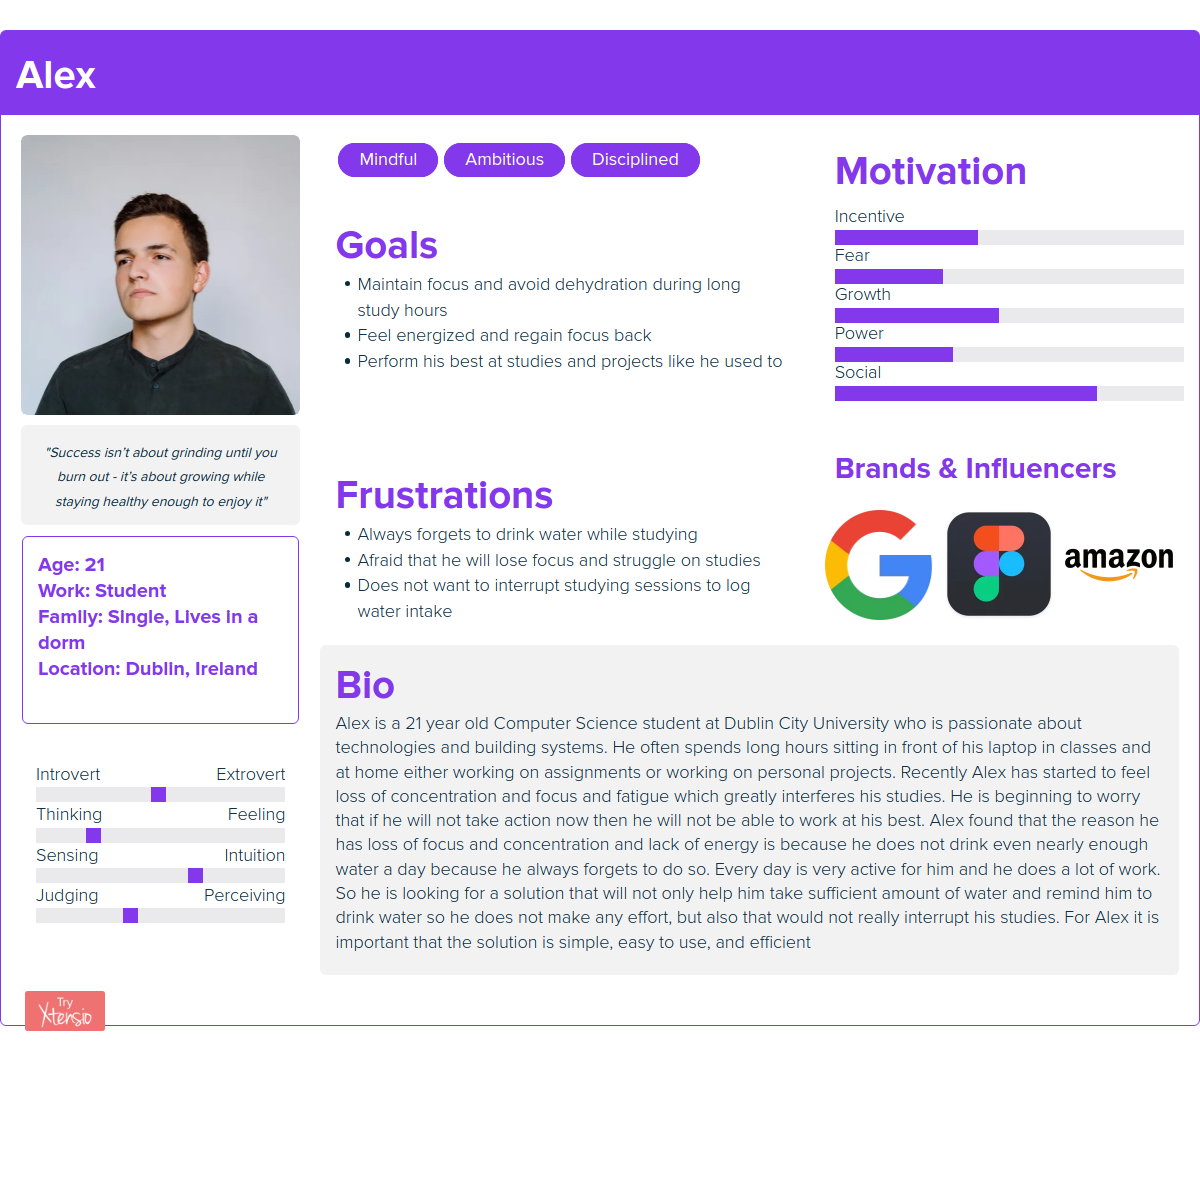 Alex
Mindful
Ambitious
Disciplined
Goals
Maintain focus and avoid dehydration during long
study hours
Feel energized and regain focus back
Perform his best at studies and projects like he used to
Motivation
Incentive
Fear
Growth
Power
Social
"Success isn’t about grinding until you
burn out - it’s about growing while
staying healthy enough to enjoy it"
Frustrations
Always forgets to drink water while studying
Afraid that he will lose focus and struggle on studies
Does not want to interrupt studying sessions to log
water intake
Brands & Influencers
amazon
Age: 21
Work: Student
Family: Single, Lives in a
dorm
Location: Dublin, Ireland
Introvert Extrovert
Thinking Feeling
Sensing Intuition
Judging Perceiving
Bio
Alex is a 21 year old Computer Science student at Dublin City University who is passionate about
technologies and building systems. He often spends long hours sitting in front of his laptop in classes and
at home either working on assignments or working on personal projects. Recently Alex has started to feel
loss of concentration and focus and fatigue which greatly interferes his studies. He is beginning to worry
that if he will not take action now then he will not be able to work at his best. Alex found that the reason he
has loss of focus and concentration and lack of energy is because he does not drink even nearly enough
water a day because he always forgets to do so. Every day is very active for him and he does a lot of work.
So he is looking for a solution that will not only help him take sufficient amount of water and remind him to
drink water so he does not make any effort, but also that would not really interrupt his studies. For Alex it is
important that the solution is simple, easy to use, and efficient
Try
Xtensio